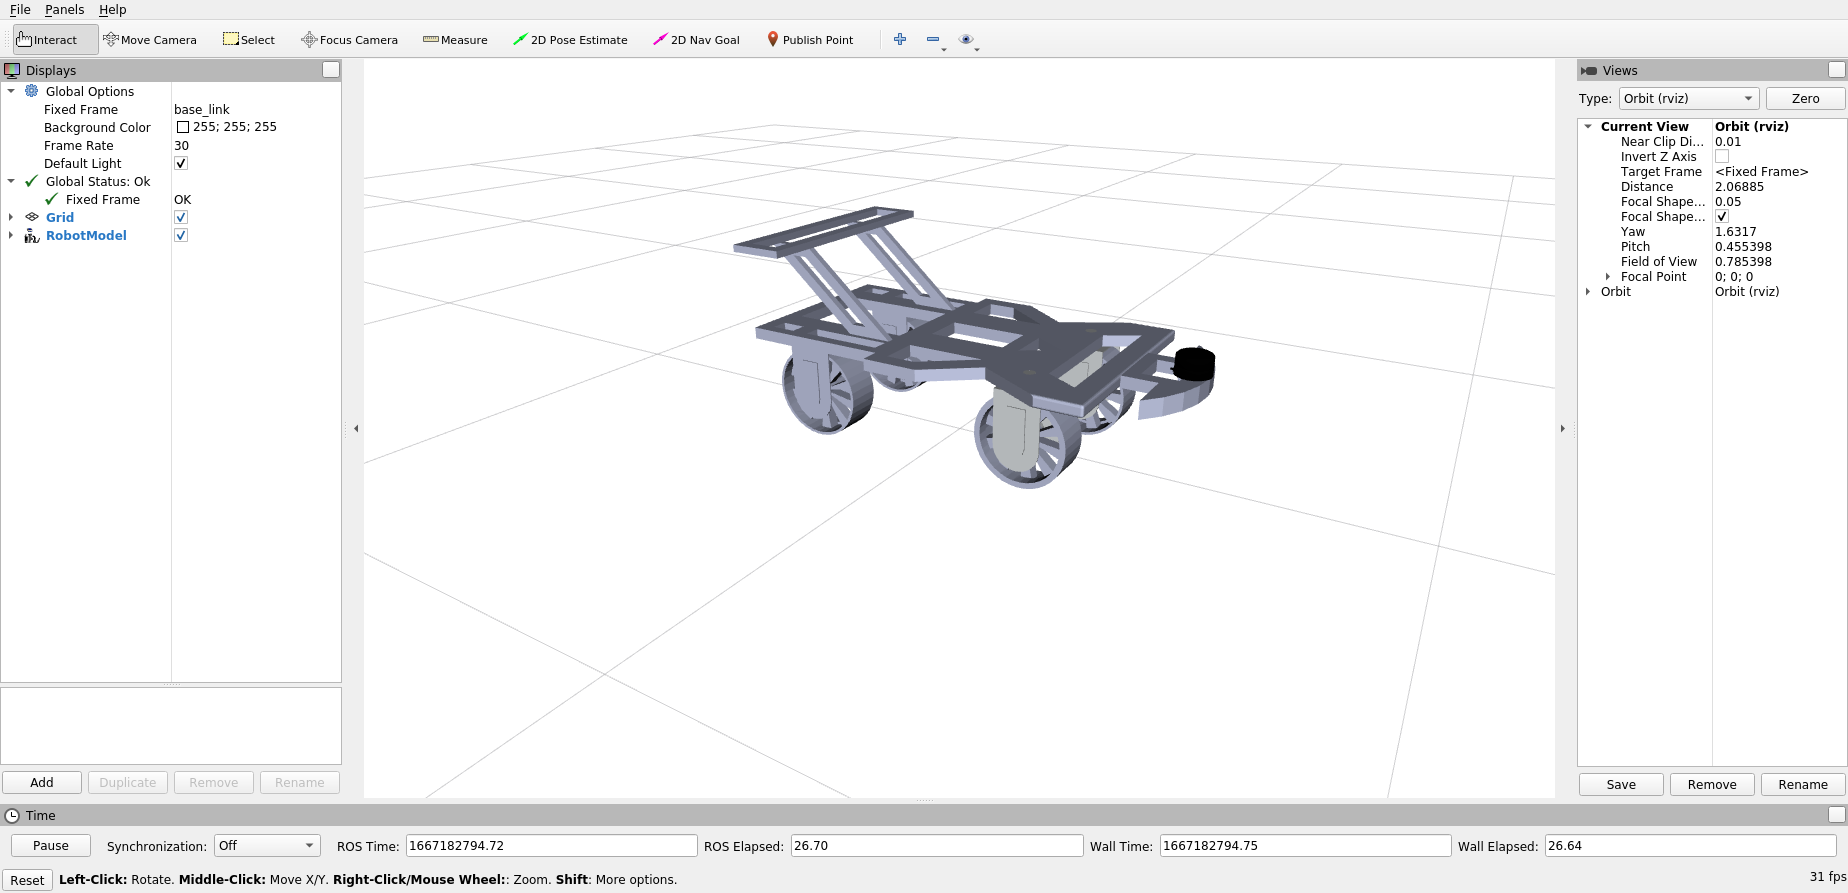 File Panels Help
Interact Move Camera Select Focus Camera Measure 2D Pose Estimate 2D Nav Goal Publish Point
Displays
Global Options
Fixed Frame base_link
Background Color 255; 255; 255
Frame Rate 30
Default Light
Global Status: Ok
Fixed Frame OK
Grid
RobotModel
Add Duplicate Remove Rename
Views
Type: Orbit (rviz) Zero
Current View Orbit (rviz)
Near Clip Di... 0.01
Invert Z Axis
Target Frame <Fixed Frame>
Distance 2.06885
Focal Shape... 0.05
Focal Shape...
Yaw 1.6317
Pitch 0.455398
Field of View 0.785398
Focal Point 0; 0; 0
Orbit Orbit (rviz)
Save Remove Rename
Time
Pause Synchronization: Off ROS Time: 1667182794.72 ROS Elapsed: 26.70 Wall Time: 1667182794.75 Wall Elapsed: 26.64
Reset Left-Click: Rotate. Middle-Click: Move X/Y. Right-Click/Mouse Wheel:: Zoom. Shift: More options. 31 fps